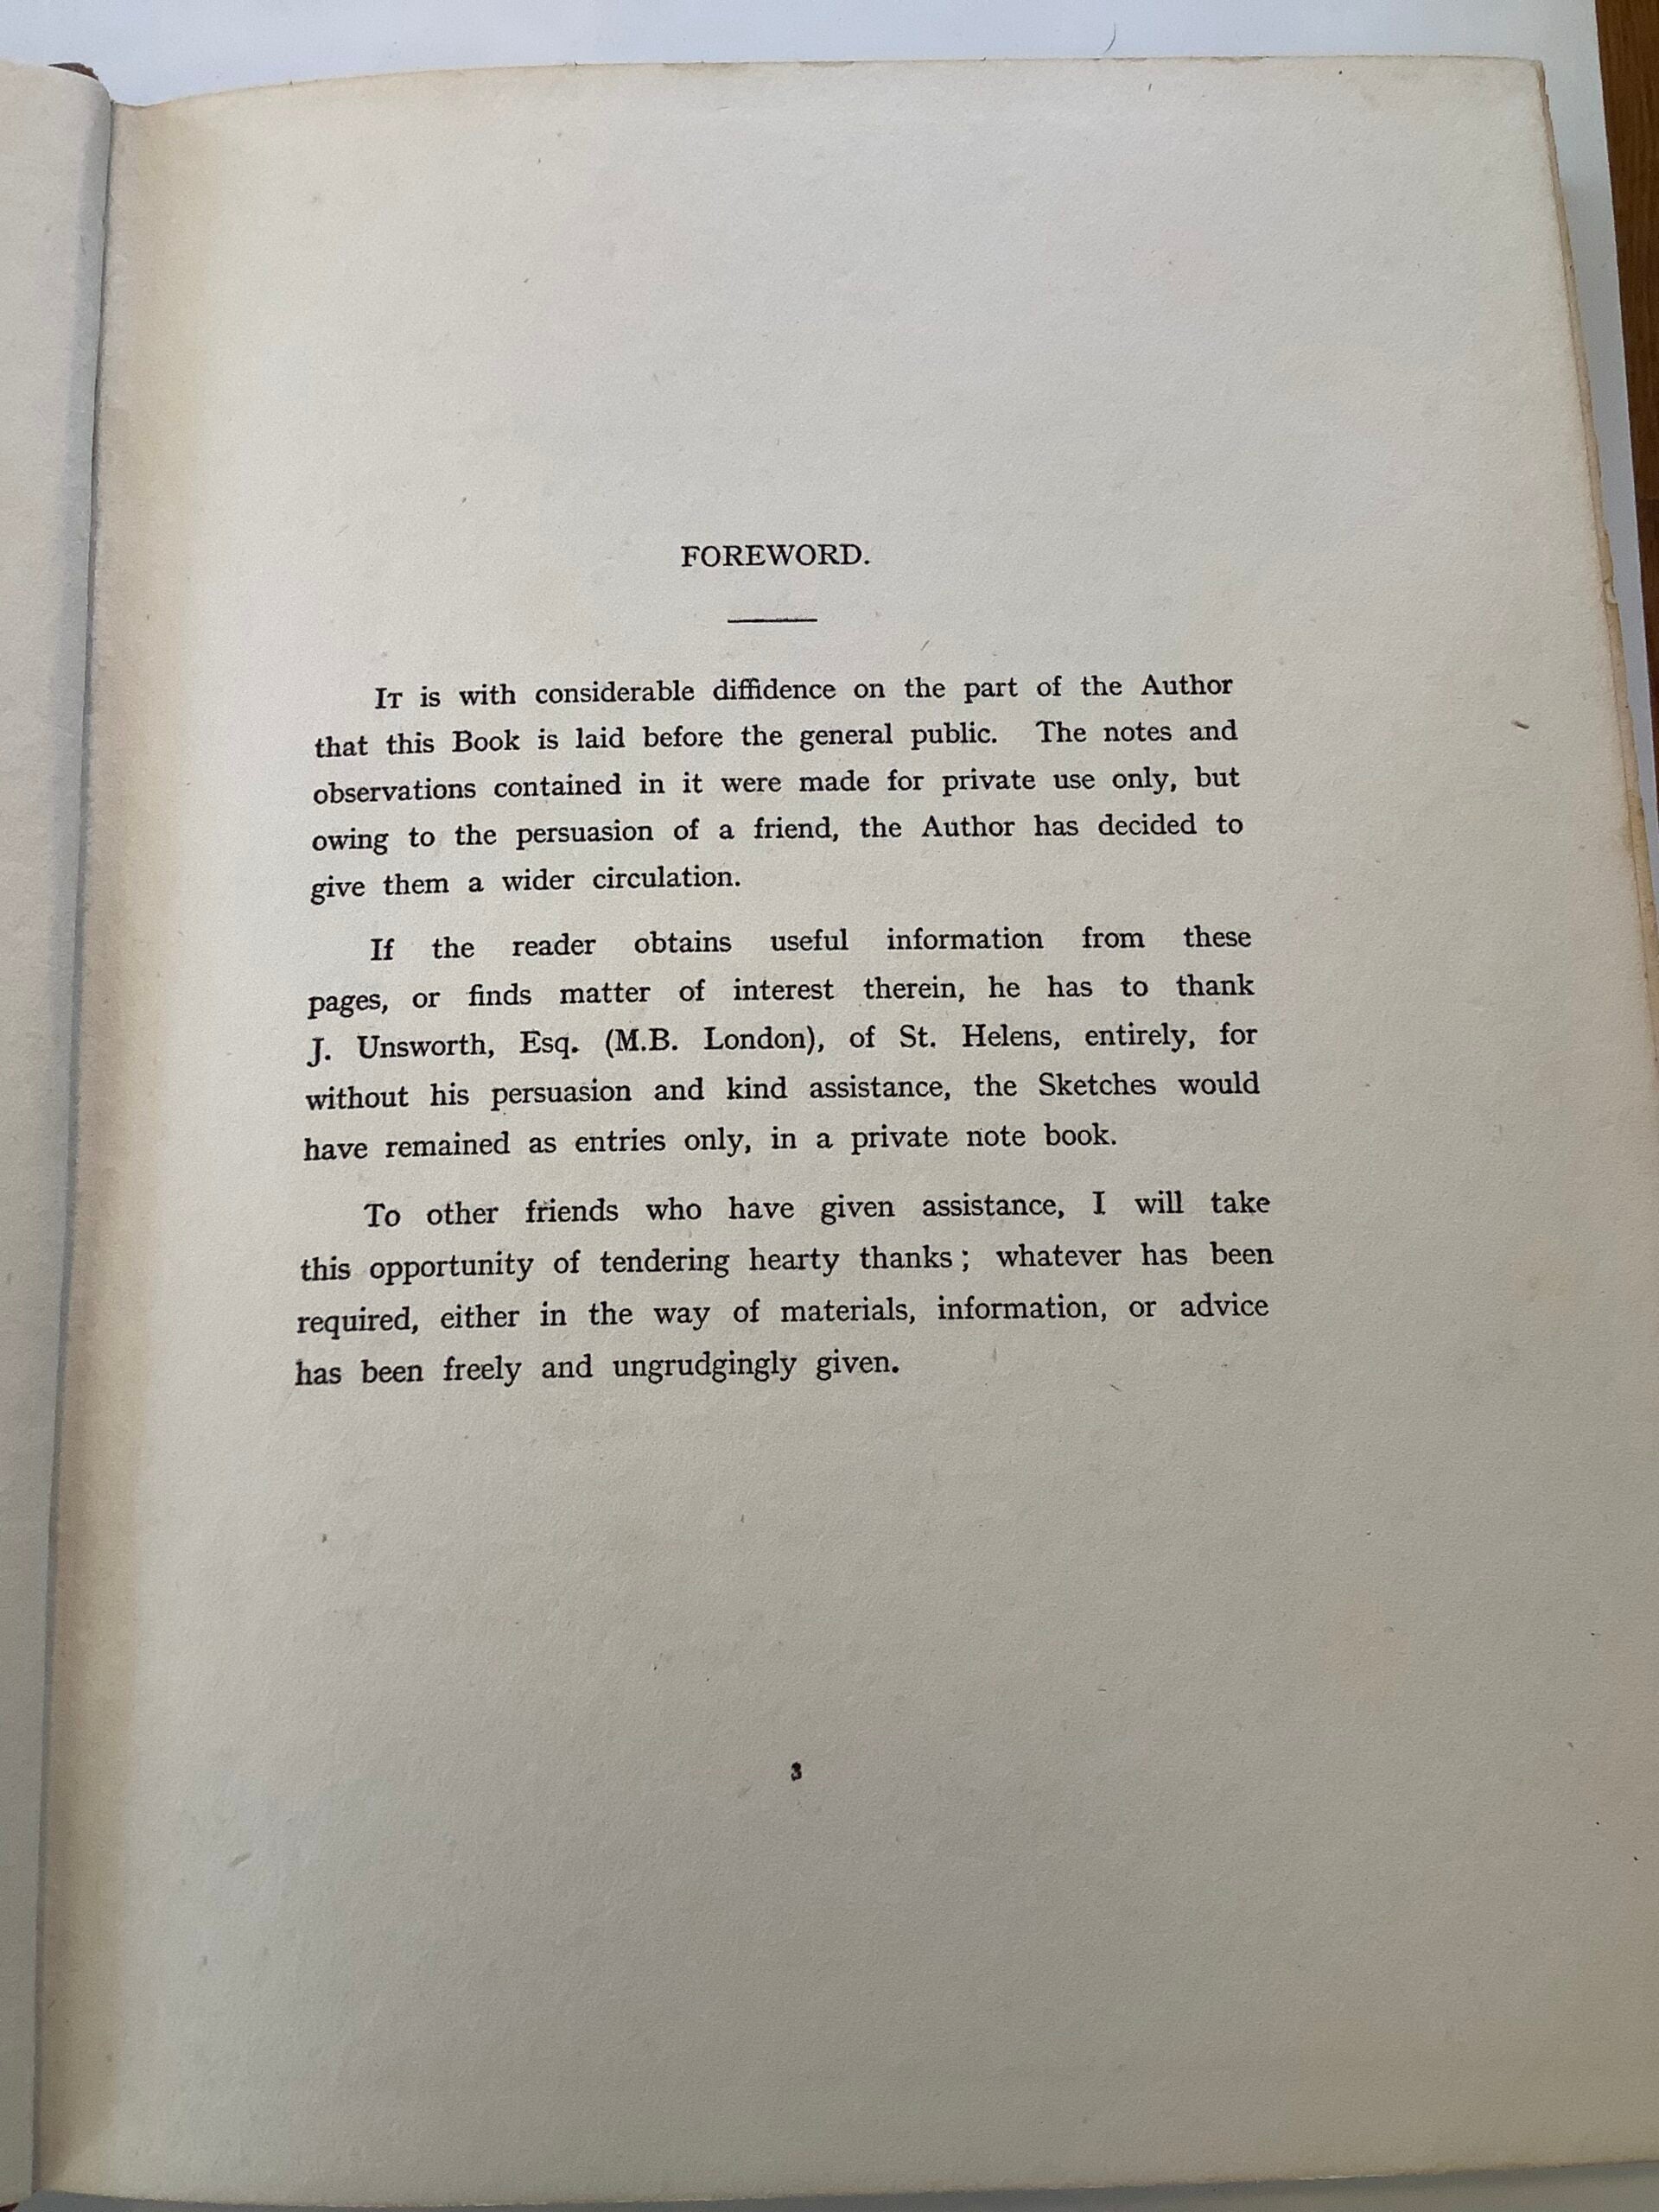 FOREWORD.
IT is with considerable diffidence on the part of the Author
that this Book is laid before the general public. The notes and
observations contained in it were made for private use only, but
owing to the persuasion of a friend, the Author has decided to
give them a wider circulation.
If the reader obtains useful information from these
pages, or finds matter of interest therein, he has to thank
J. Unsworth, Esq. (M.B. London), of St. Helens, entirely, for
without his persuasion and kind assistance, the Sketches would
have remained as entries only, in a private note book.
To other friends who have given assistance, I will take
this opportunity of tendering hearty thanks ; whatever has been
required, either in the way of materials, information, or advice
has been freely and ungrudgingly given.
3